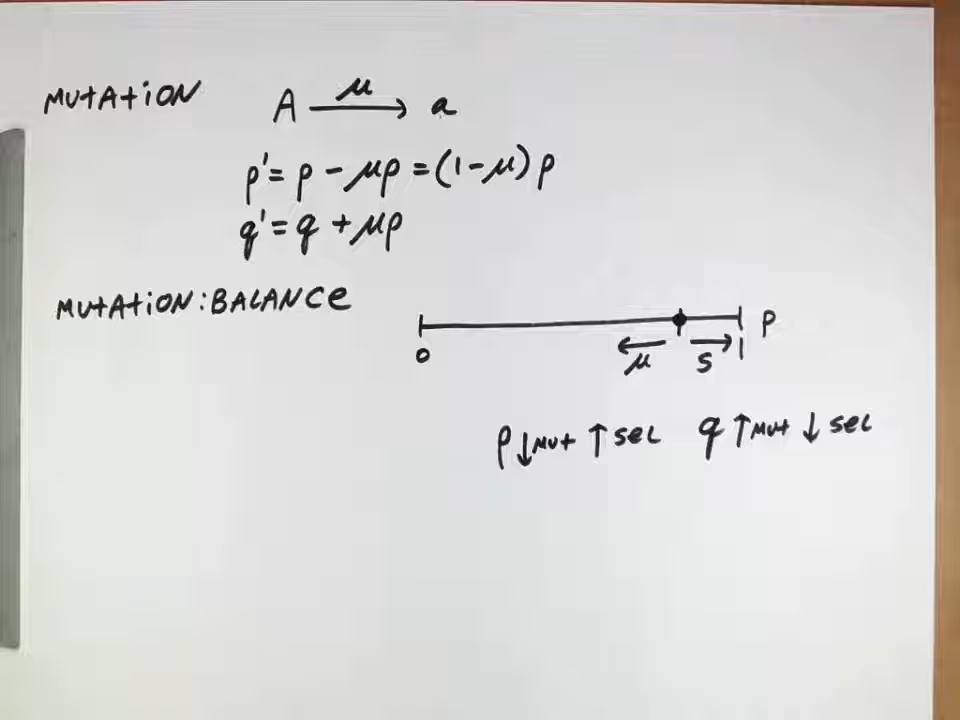 MUTATION A →μ a
p' = p - μp = (1-μ) p
q' = q + μp
MUTATION: BALANCE
0 ← μ s → 1 p
p ↓ MUT ↑ SEL q ↑ MUT ↓ SEL